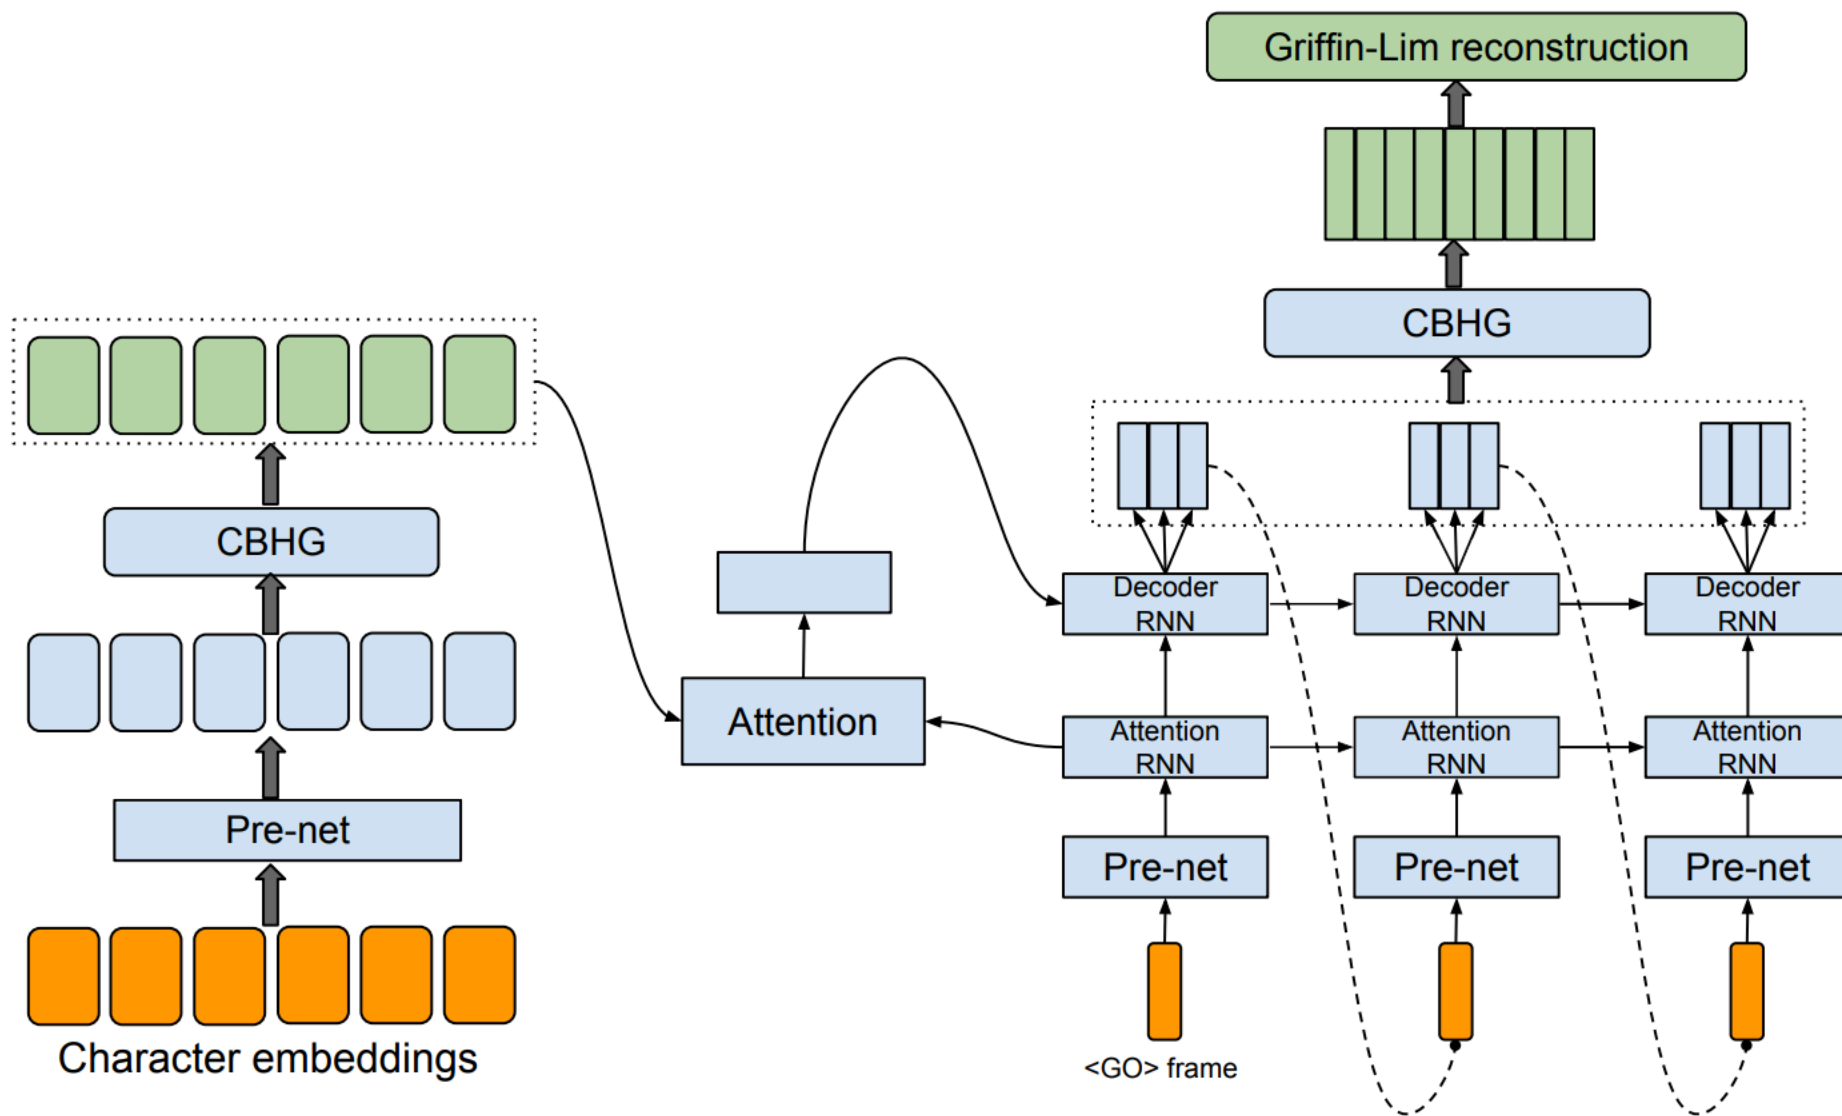 Griffin-Lim reconstruction
CBHG
CBHG
Decoder
RNN
Decoder
RNN
Decoder
RNN
Attention
Attention
RNN
Attention
RNN
Attention
RNN
Pre-net
Pre-net
Pre-net
Pre-net
Character embeddings
<GO> frame